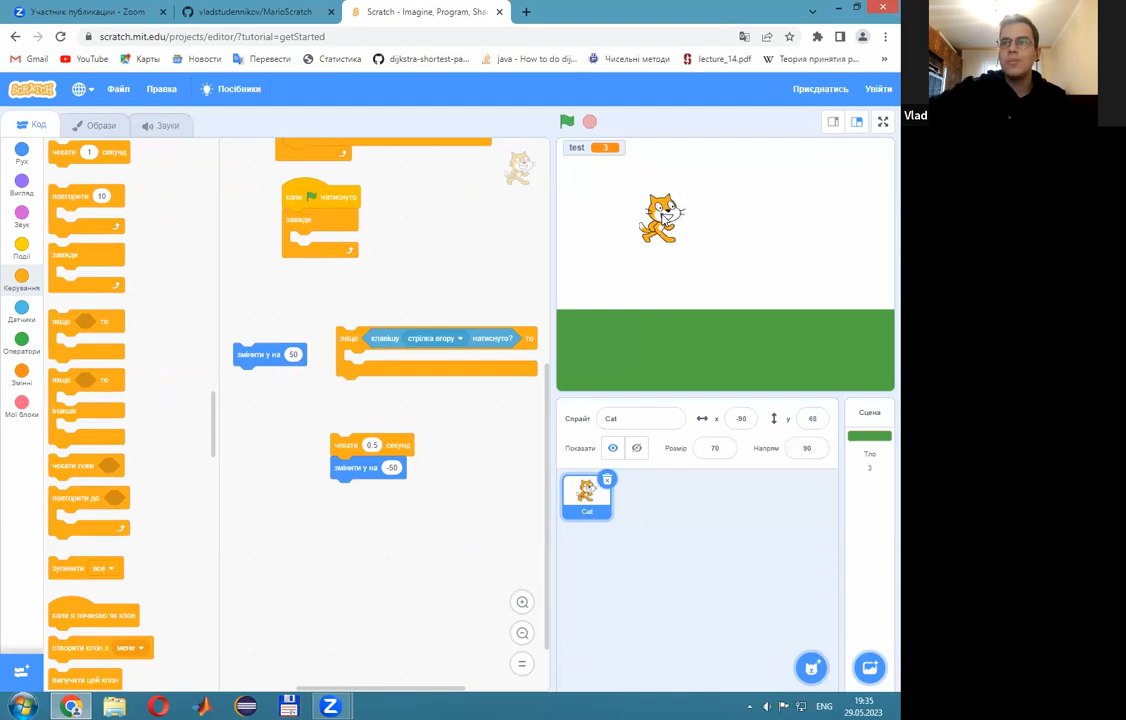 Участник публикации - Zoom
vladstudennikov/MarioScratch
Scratch - Imagine, Program, Shar
scratch.mit.edu/projects/editor/?tutorial=getStarted
Gmail
YouTube
Карты
Новости
Перевести
Статистика
dijkstra-shortest-pa...
java - How to do dij...
Чисельні методи
lecture_14.pdf
Теория принятия р...
»
SCRATCH
Файл
Правка
Посібники
Приєднатись
Увійти
Vlad
Код
Образи
Звуки
Рух
Вигляд
Звук
Події
Керування
Датчики
Оператори
Змінні
Мої блоки
чекати 1 секунд
повторити 10
завжди
якщо то
якщо то
інакше
чекати поки
повторити до
зупинити все
коли я починаю як клон
створити клон з мене
вилучити цей клон
коли натиснуто
завжди
змінити y на 50
якщо клавішу стрілка вгору натиснуто? то
чекати 0.5 секунд
змінити y на -50
test 3
Спрайт Cat x -90 y 65
Показати Розмір 70 Напрям 90
Cat
Сцена
Тло
3
ENG
19:35
29.05.2023